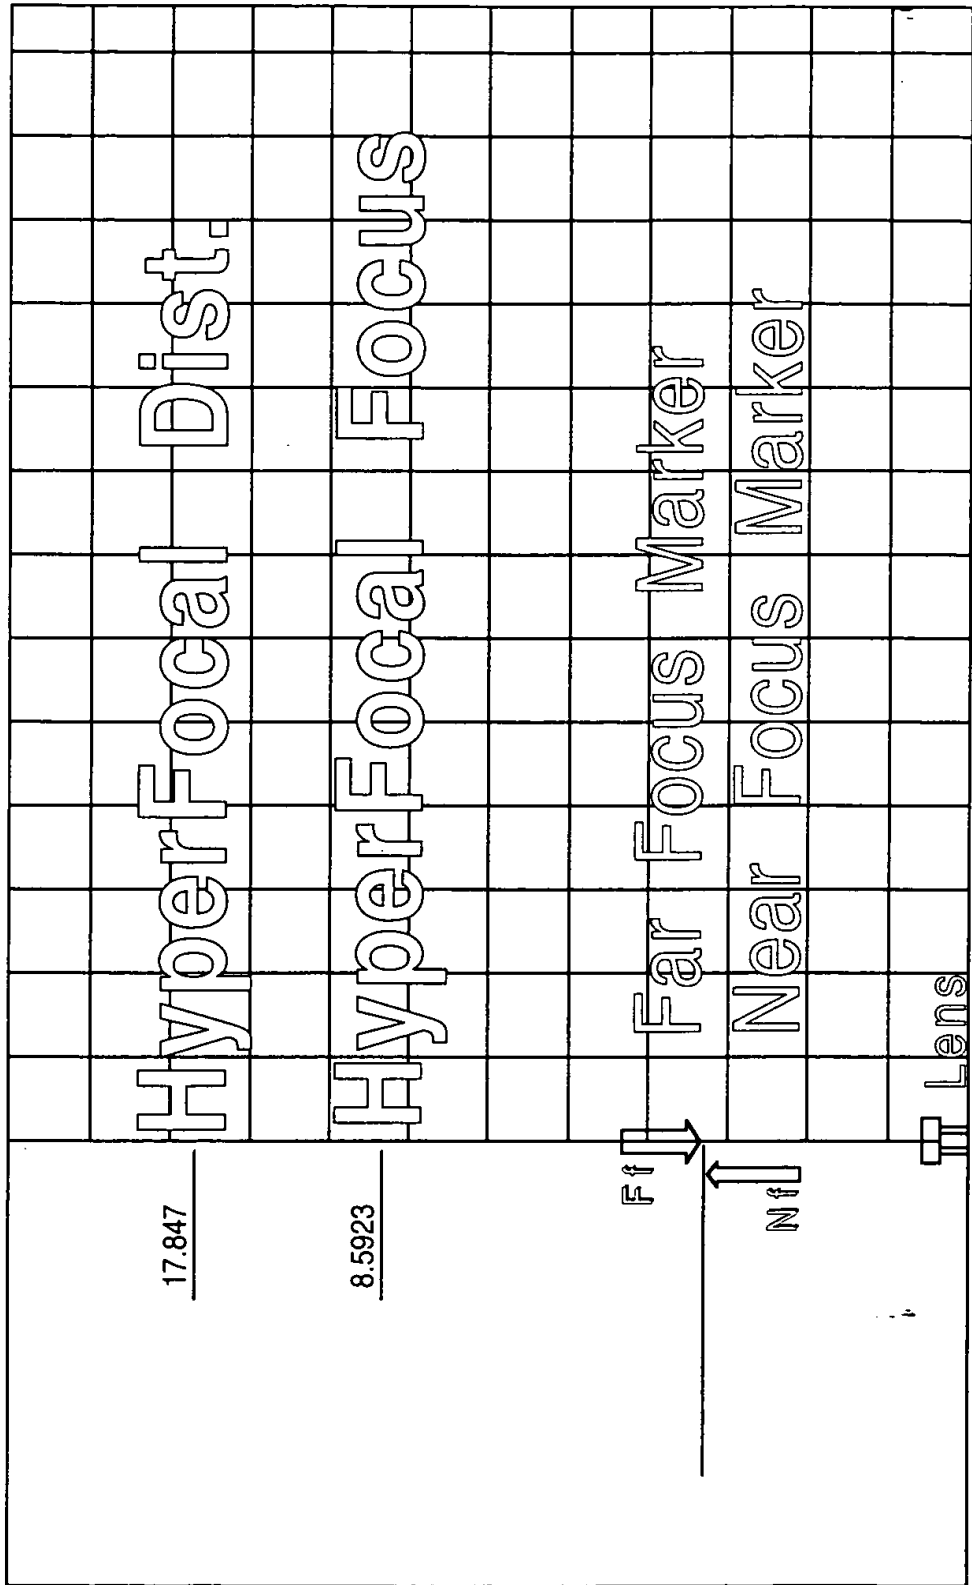 17.847
HyperFocal Dist.
8.5923
HyperFocal Focus
Ff
Far Focus Marker
Nf
Near Focus Marker
Lens